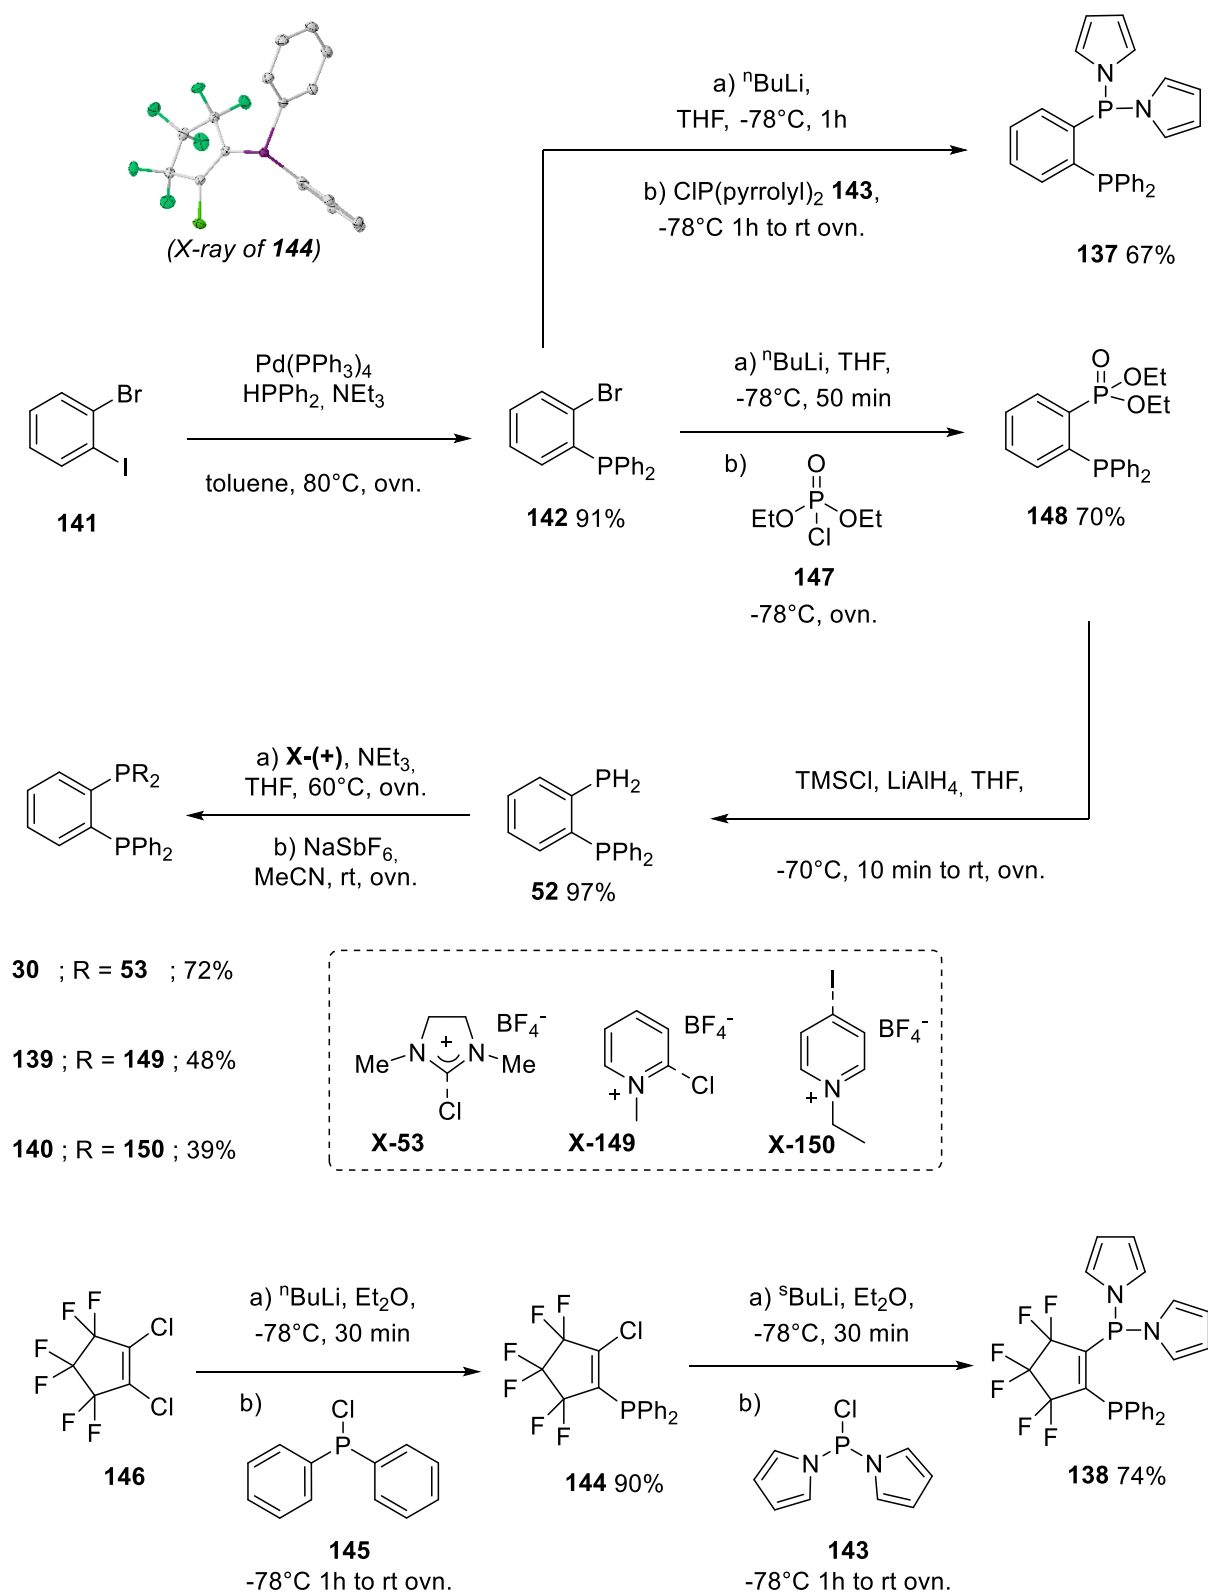 (X-ray of 144)
a) ⁿBuLi,
THF, -78°C, 1h
b) ClP(pyrrolyl)₂ 143,
-78°C 1h to rt ovn.
N
P
N
PPh₂
137 67%
Br
I
141
Pd(PPh₃)₄
HPPh₂, NEt₃
toluene, 80°C, ovn.
Br
PPh₂
142 91%
a) ⁿBuLi, THF,
-78°C, 50 min
b)
O
P
EtO
OEt
Cl
147
-78°C, ovn.
O
P
OEt
OEt
PPh₂
148 70%
PR₂
PPh₂
a) X-(+), NEt₃,
THF, 60°C, ovn.
b) NaSbF₆,
MeCN, rt, ovn.
PH₂
PPh₂
52 97%
TMSCl, LiAlH₄, THF,
-70°C, 10 min to rt, ovn.
30 ; R = 53 ; 72%
139 ; R = 149 ; 48%
140 ; R = 150 ; 39%
BF₄⁻
+
Me
N
N
Me
Cl
X-53
BF₄⁻
N
+
Cl
X-149
I
BF₄⁻
N
+
X-150
F
F
F
F
F
F
Cl
Cl
146
a) ⁿBuLi, Et₂O,
-78°C, 30 min
b)
Cl
P
145
-78°C 1h to rt ovn.
F
F
F
F
F
F
Cl
PPh₂
144 90%
a) ˢBuLi, Et₂O,
-78°C, 30 min
b)
Cl
N
P
N
143
-78°C 1h to rt ovn.
N
P
N
F
F
F
F
F
F
PPh₂
138 74%